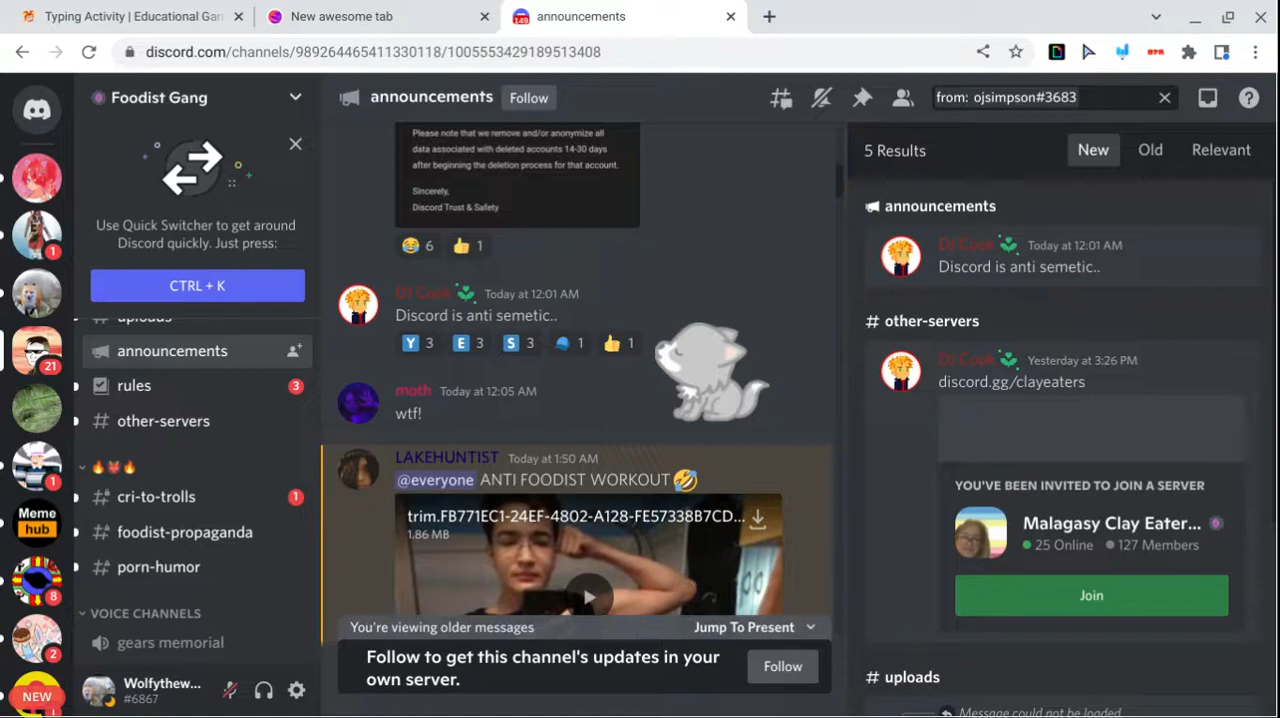 Typing Activity | Educational Gan
New awesome tab
149
announcements
discord.com/channels/989264465411330118/1005553429189513408
Foodist Gang
announcements
Follow
from: ojsimpson#3683
Use Quick Switcher to get around
Discord quickly. Just press:
CTRL + K
uploads
announcements
rules
3
other-servers
cri-to-trolls
1
foodist-propaganda
porn-humor
VOICE CHANNELS
gears memorial
Wolfythew...
#6867
1
21
1
Meme
hub
8
2
NEW
Please note that we remove and/or anonymize all
data associated with deleted accounts 14-30 days
after beginning the deletion process for that account.
Sincerely,
Discord Trust & Safety
6
1
DJ Cook Today at 12:01 AM
Discord is anti semetic..
Y 3 E 3 S 3 1 1
moth Today at 12:05 AM
wtf!
LAKEHUNTIST Today at 1:50 AM
@everyone ANTI FOODIST WORKOUT
trim.FB771EC1-24EF-4802-A128-FE57338B7CD...
1.86 MB
You're viewing older messages
Jump To Present
Follow to get this channel's updates in your
own server.
Follow
5 Results
New
Old
Relevant
announcements
DJ Cook Today at 12:01 AM
Discord is anti semetic..
other-servers
DJ Cook Yesterday at 3:26 PM
discord.gg/clayeaters
YOU'VE BEEN INVITED TO JOIN A SERVER
Malagasy Clay Eater...
25 Online 127 Members
Join
uploads
Message could not be loaded